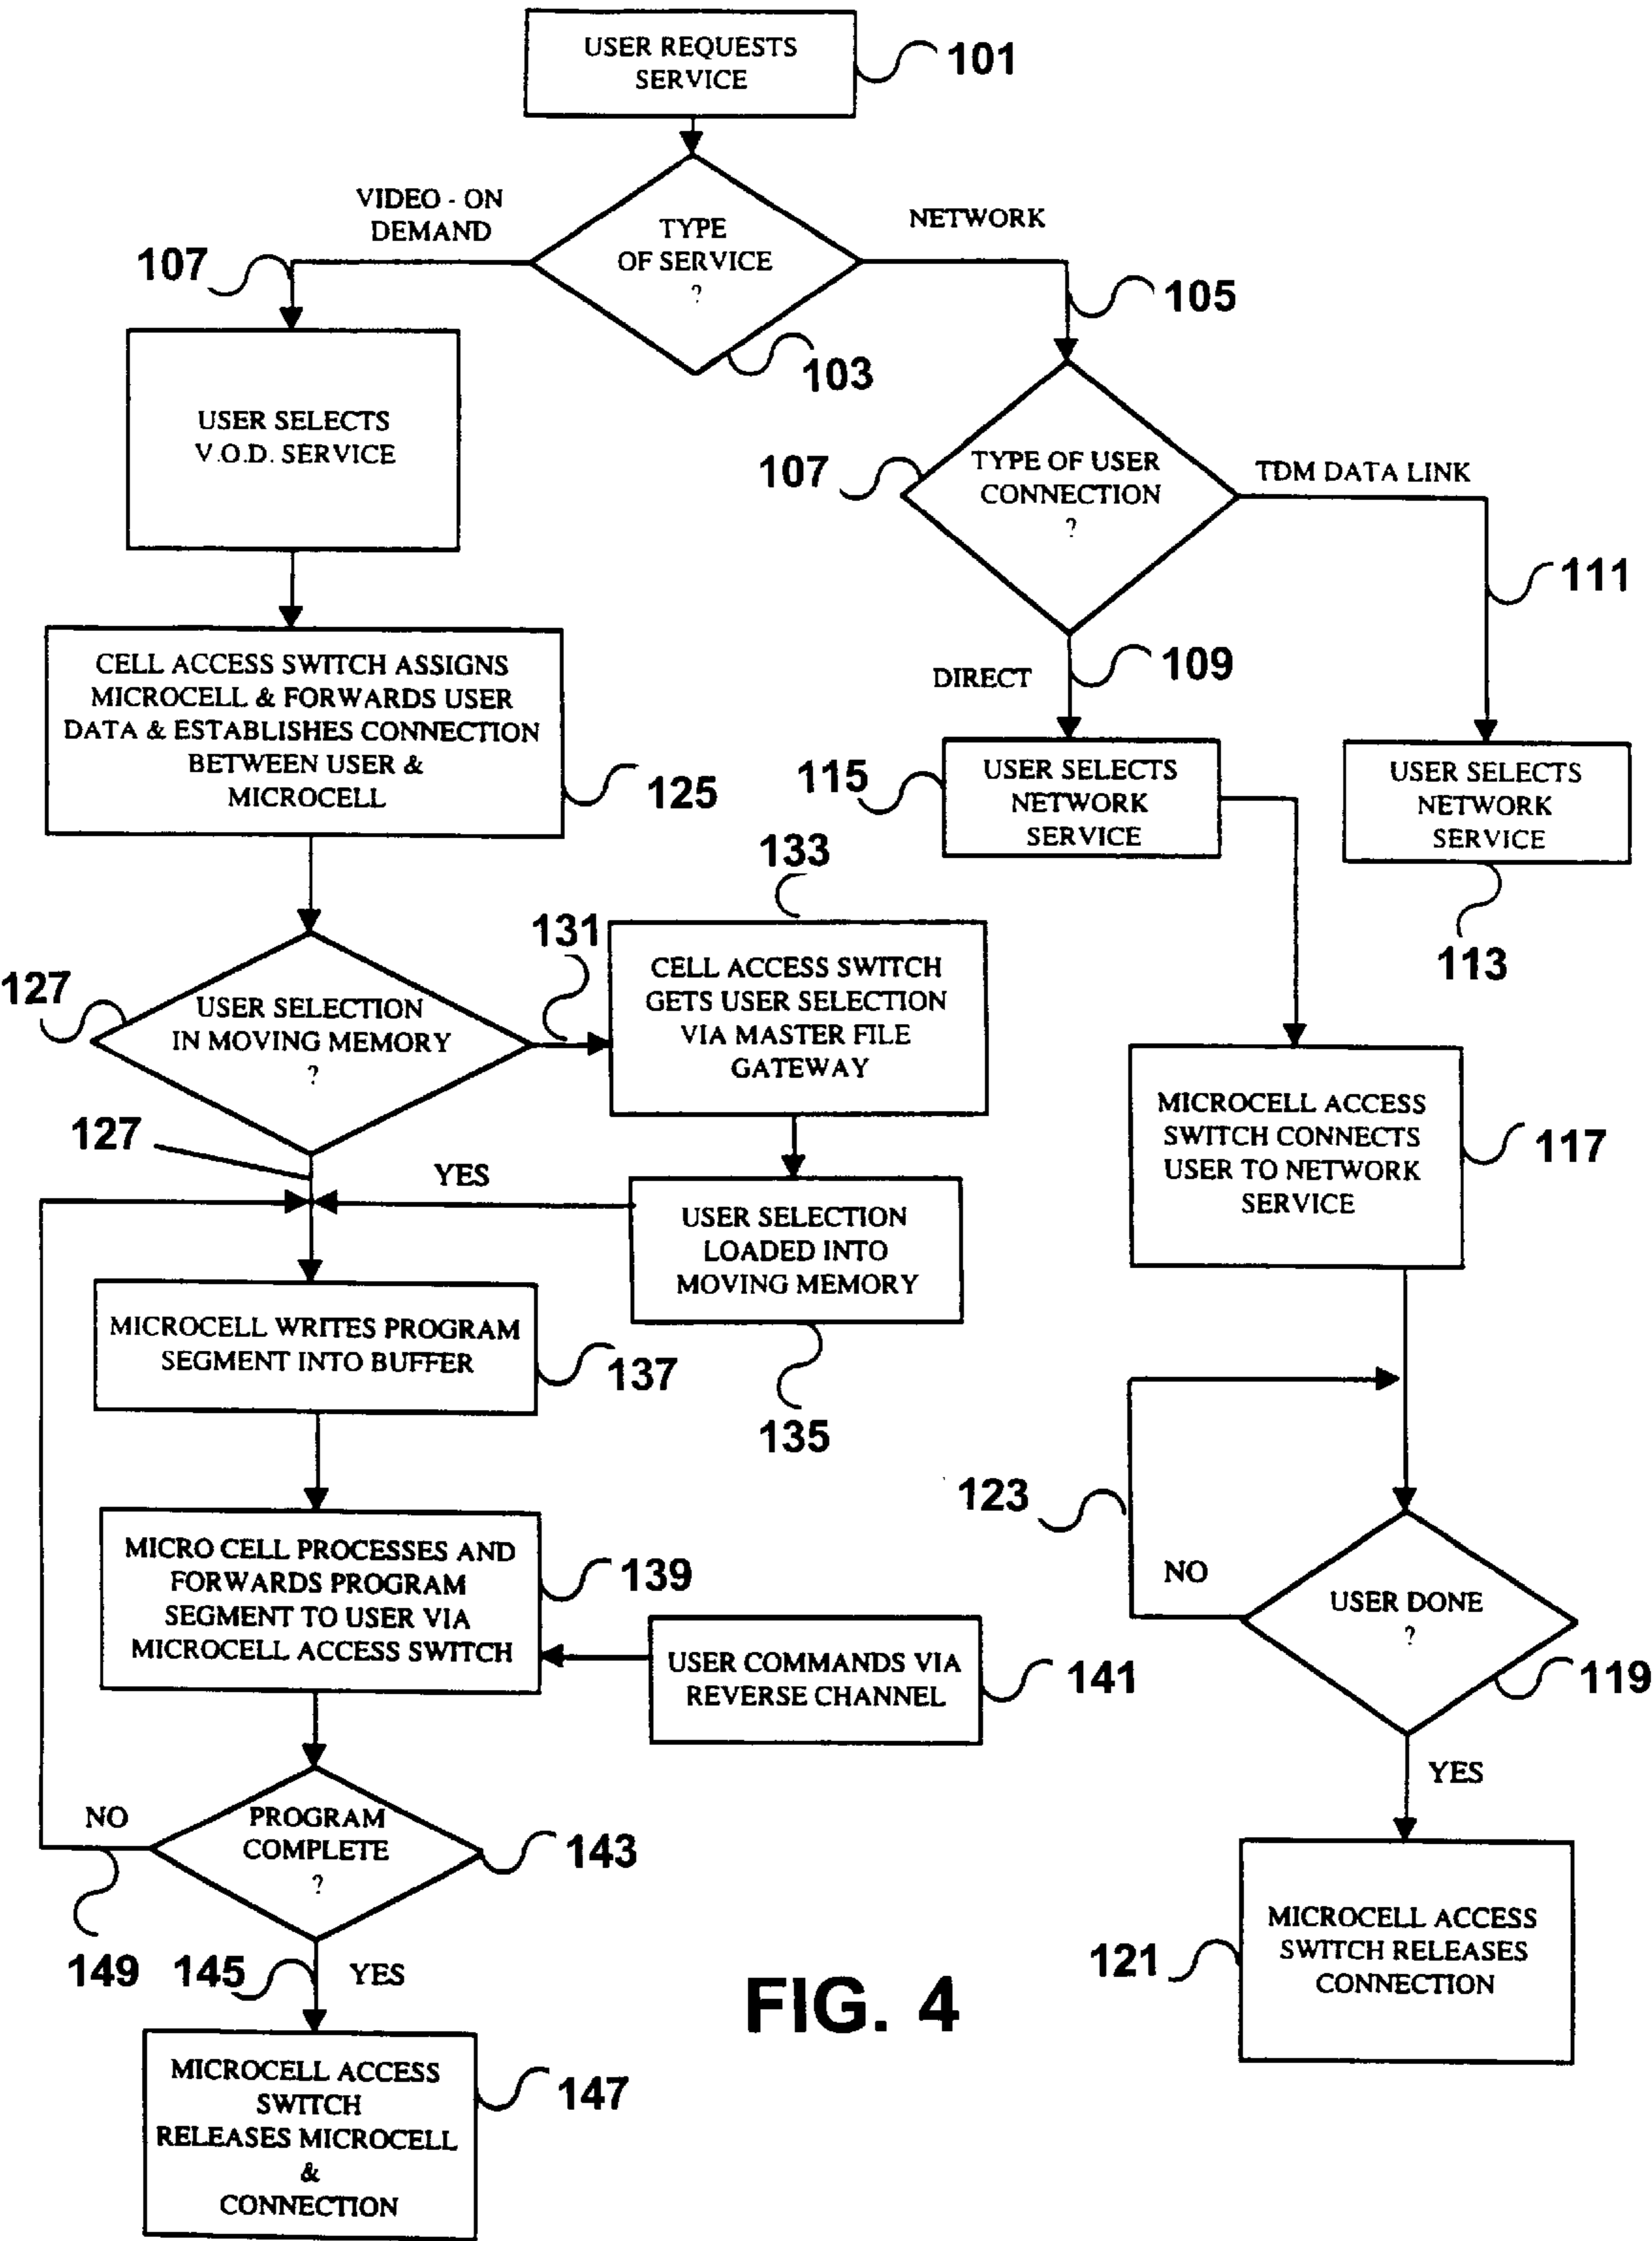 USER REQUESTS
SERVICE
101
VIDEO - ON
DEMAND
NETWORK
TYPE
OF SERVICE
?
107
105
103
USER SELECTS
V.O.D. SERVICE
107
TYPE OF USER
CONNECTION
?
TDM DATA LINK
111
109
DIRECT
CELL ACCESS SWITCH ASSIGNS
MICROCELL & FORWARDS USER
DATA & ESTABLISHES CONNECTION
BETWEEN USER &
MICROCELL
125
115
USER SELECTS
NETWORK
SERVICE
USER SELECTS
NETWORK
SERVICE
113
133
131
127
USER SELECTION
IN MOVING MEMORY
?
CELL ACCESS SWITCH
GETS USER SELECTION
VIA MASTER FILE
GATEWAY
127
YES
USER SELECTION
LOADED INTO
MOVING MEMORY
135
MICROCELL ACCESS
SWITCH CONNECTS
USER TO NETWORK
SERVICE
117
MICROCELL WRITES PROGRAM
SEGMENT INTO BUFFER
137
123
NO
USER DONE
?
119
MICRO CELL PROCESSES AND
FORWARDS PROGRAM
SEGMENT TO USER VIA
MICROCELL ACCESS SWITCH
139
USER COMMANDS VIA
REVERSE CHANNEL
141
YES
NO
PROGRAM
COMPLETE
?
143
149
145
YES
MICROCELL ACCESS
SWITCH RELEASES
CONNECTION
121
FIG. 4
MICROCELL ACCESS
SWITCH
RELEASES MICROCELL
&
CONNECTION
147